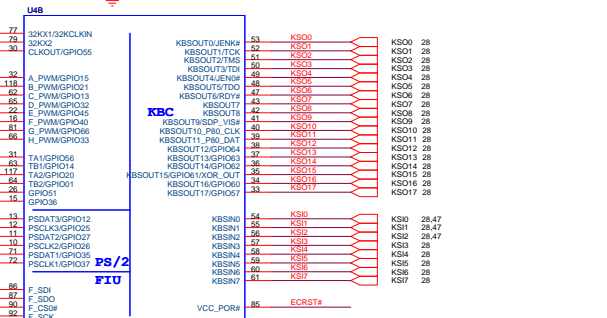 U4B
77 32KX1/32KCLKIN
79 32KX2
30 CLKOUT/GPIO55
32 A_PWM/GPIO15
118 B_PWM/GPIO21
62 C_PWM/GPIO13
65 D_PWM/GPIO32
22 E_PWM/GPIO45
16 F_PWM/GPIO40
81 G_PWM/GPIO66
66 H_PWM/GPIO33
31 TA1/GPIO56
63 TB1/GPIO14
117 TA2/GPIO20
64 TB2/GPIO01
26 GPIO51
15 GPIO36
13 PSDAT3/GPIO12
12 PSCLK3/GPIO25
11 PSDAT2/GPIO27
10 PSCLK2/GPIO26
71 PSDAT1/GPIO35
72 PSCLK1/GPIO37
PS/2
FIU
86 F_SDI
87 F_SDO
90 F_CS0#
92 F_SCK
KBC
KBSOUT0/JENK# 53 KSO0 KSO0 28
KBSOUT1/TCK 52 KSO1 KSO1 28
KBSOUT2/TMS 51 KSO2 KSO2 28
KBSOUT3/TDI 50 KSO3 KSO3 28
KBSOUT4/JEN0# 49 KSO4 KSO4 28
KBSOUT5/TDO 48 KSO5 KSO5 28
KBSOUT6/RDY# 47 KSO6 KSO6 28
KBSOUT7 43 KSO7 KSO7 28
KBSOUT8 42 KSO8 KSO8 28
KBSOUT9/SDP_VIS# 41 KSO9 KSO9 28
KBSOUT10_P80_CLK 40 KSO10 KSO10 28
KBSOUT11_P80_DAT 39 KSO11 KSO11 28
KBSOUT12/GPIO64 38 KSO12 KSO12 28
KBSOUT13/GPIO63 37 KSO13 KSO13 28
KBSOUT14/GPIO62 36 KSO14 KSO14 28
KBSOUT15/GPIO61/XOR_OUT 35 KSO15 KSO15 28
KBSOUT16/GPIO60 34 KSO16 KSO16 28
KBSOUT17/GPIO57 33 KSO17 KSO17 28
KBSIN0 54 KSI0 KSI0 28,47
KBSIN1 55 KSI1 KSI1 28,47
KBSIN2 56 KSI2 KSI2 28,47
KBSIN3 57 KSI3 KSI3 28
KBSIN4 58 KSI4 KSI4 28
KBSIN5 59 KSI5 KSI5 28
KBSIN6 60 KSI6 KSI6 28
KBSIN7 61 KSI7 KSI7 28
VCC_POR# 85 ECRST#